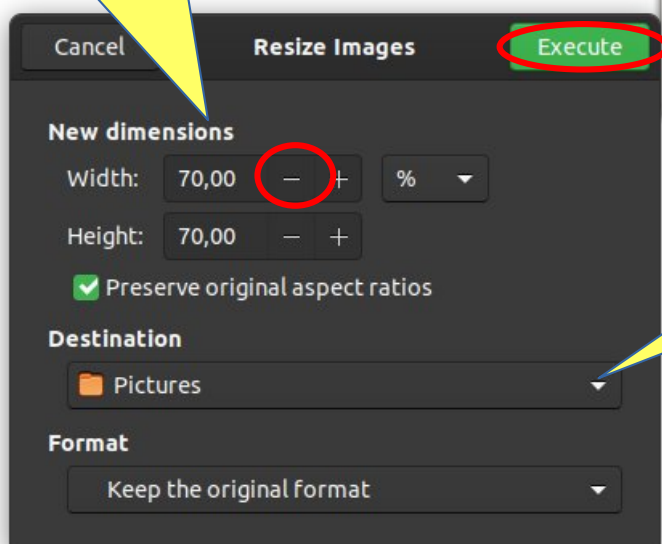 Cancel Resize Images Execute
New dimensions
Width: 70,00 − + %
Height: 70,00 − +
Preserve original aspect ratios
Destination
Pictures
Format
Keep the original format